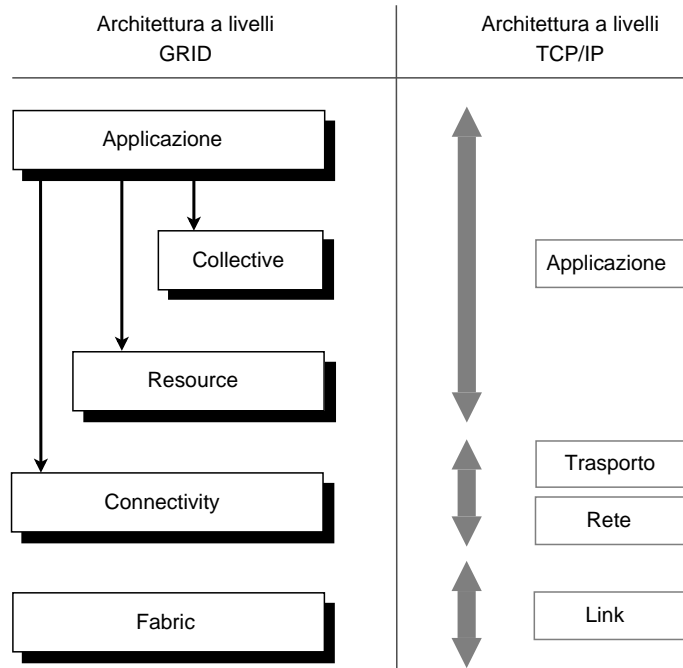 Architettura a livelli
GRID
Architettura a livelli
TCP/IP
Applicazione
Collective
Resource
Connectivity
Fabric
Applicazione
Trasporto
Rete
Link